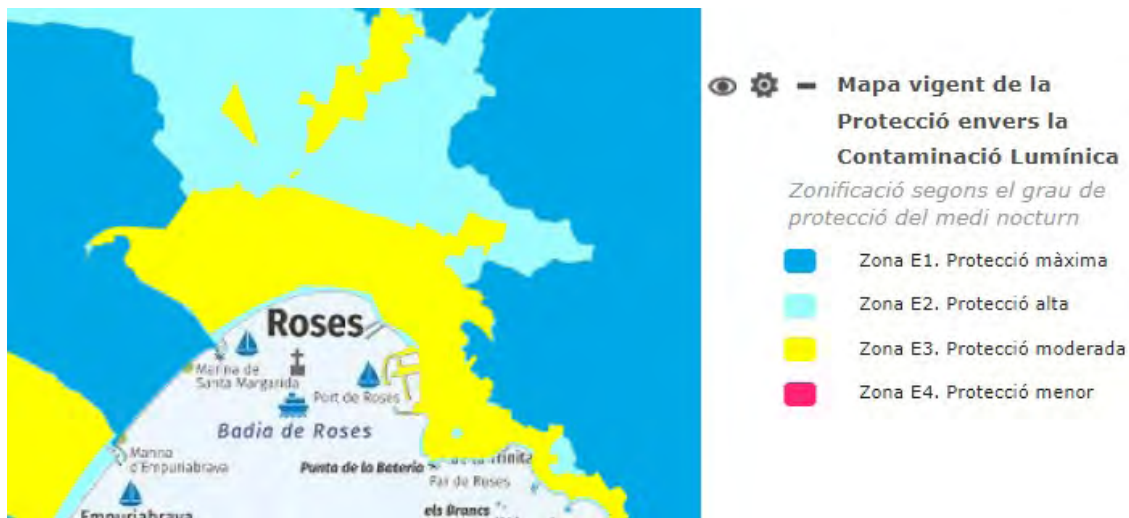 Roses
Marina de
Santa Margarida
Port de Roses
Badia de Roses
Marina
d'Empuriabrava
Punta de la Bateria
Far de Roses
els Brancs
Empuriabrava
Mapa vigent de la
Protecció envers la
Contaminació Lumínica
Zonificació segons el grau de
protecció del medi nocturn
Zona E1. Protecció màxima
Zona E2. Protecció alta
Zona E3. Protecció moderada
Zona E4. Protecció menor